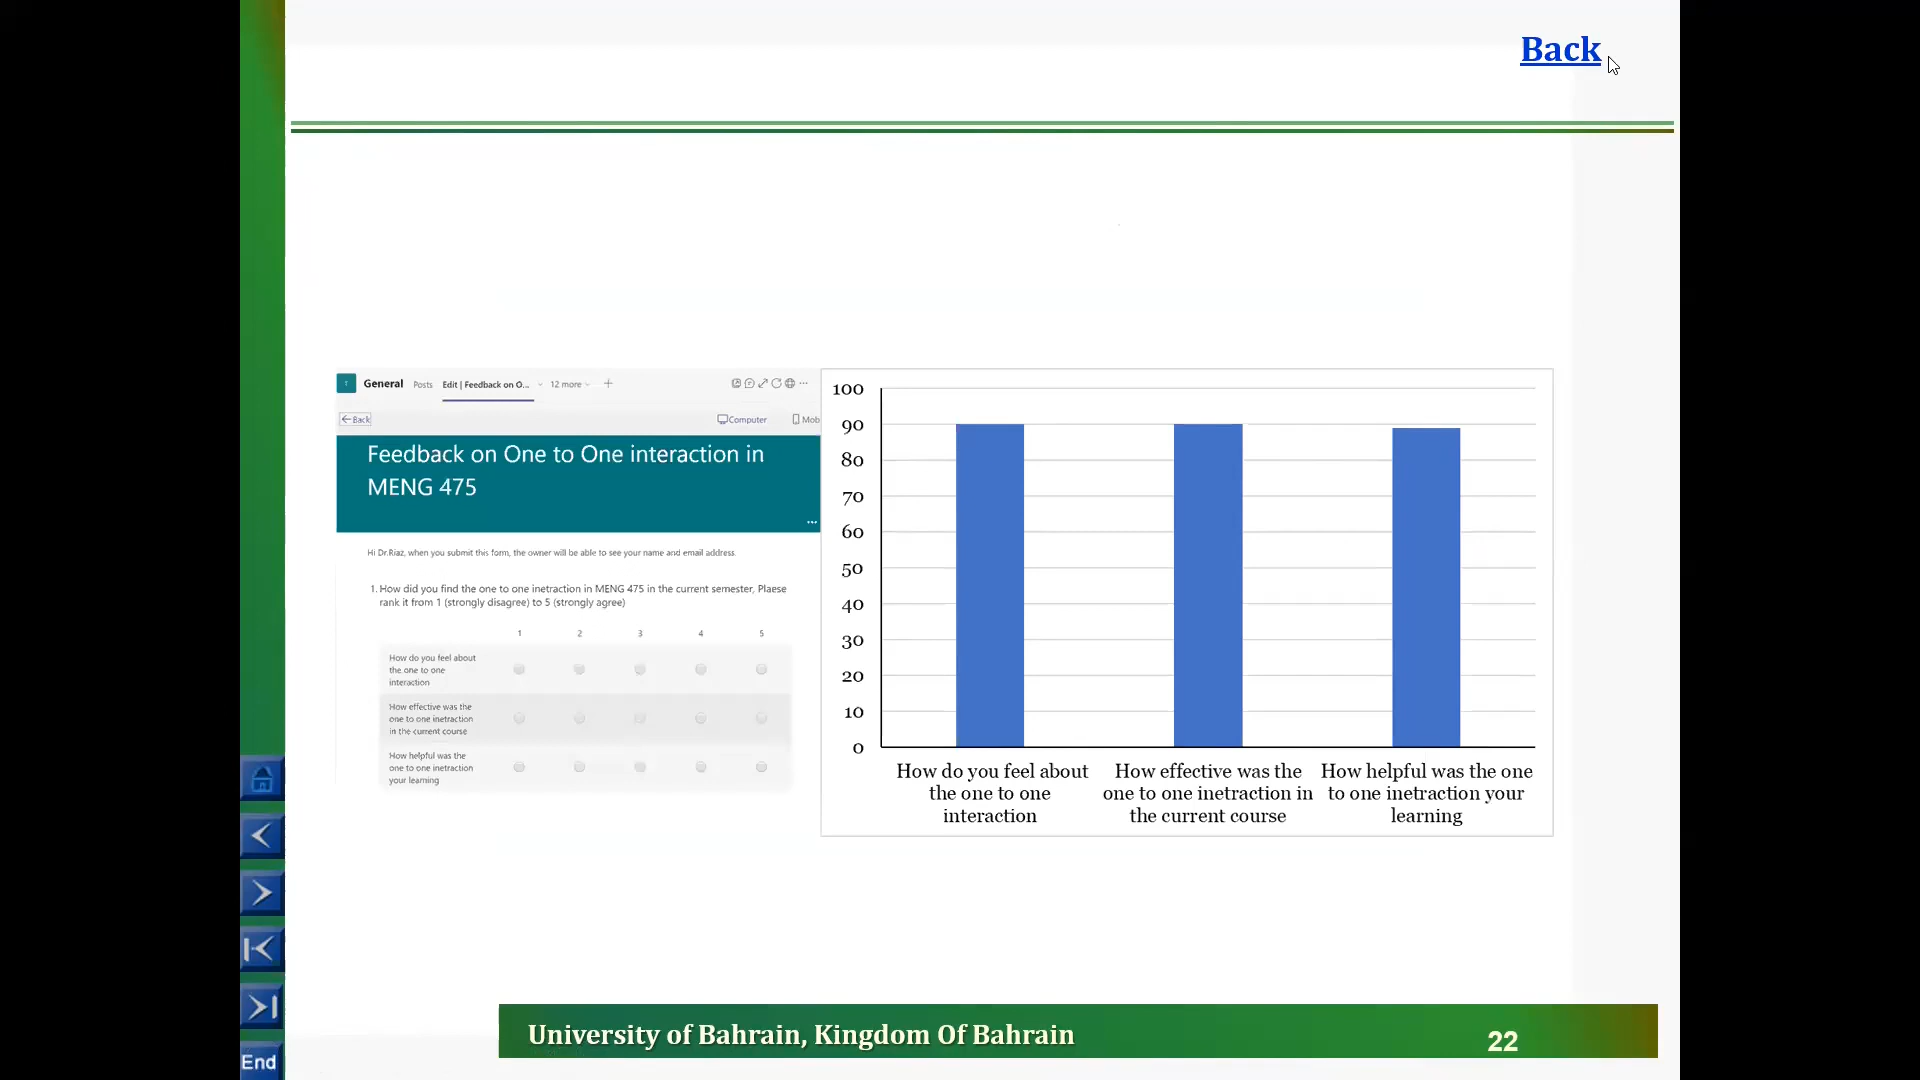 Back
General Posts Edit | Feedback on O... 12 more
Back
Computer Mob
Feedback on One to One interaction in
MENG 475
Hi Dr.Riaz, when you submit this form, the owner will be able to see your name and email address.
1. How did you find the one to one inetraction in MENG 475 in the current semester, Plaese
rank it from 1 (strongly disagree) to 5 (strongly agree)
1 2 3 4 5
How do you feel about
the one to one
interaction
How effective was the
one to one inetraction
in the current course
How helpful was the
one to one inetraction
your learning
100
90
80
70
60
50
40
30
20
10
0
How do you feel about
the one to one
interaction
How effective was the
one to one inetraction in
the current course
How helpful was the one
to one inetraction your
learning
End
University of Bahrain, Kingdom Of Bahrain
22